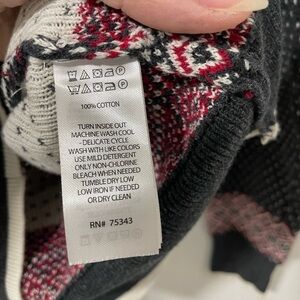 100% COTTON
TURN INSIDE OUT
MACHINE WASH COOL
- DELICATE CYCLE
WASH WITH LIKE COLORS
USE MILD DETERGENT
ONLY NON-CHLORINE
BLEACH WHEN NEEDED
TUMBLE DRY LOW
LOW IRON IF NEEDED
OR DRY CLEAN
RN# 75343